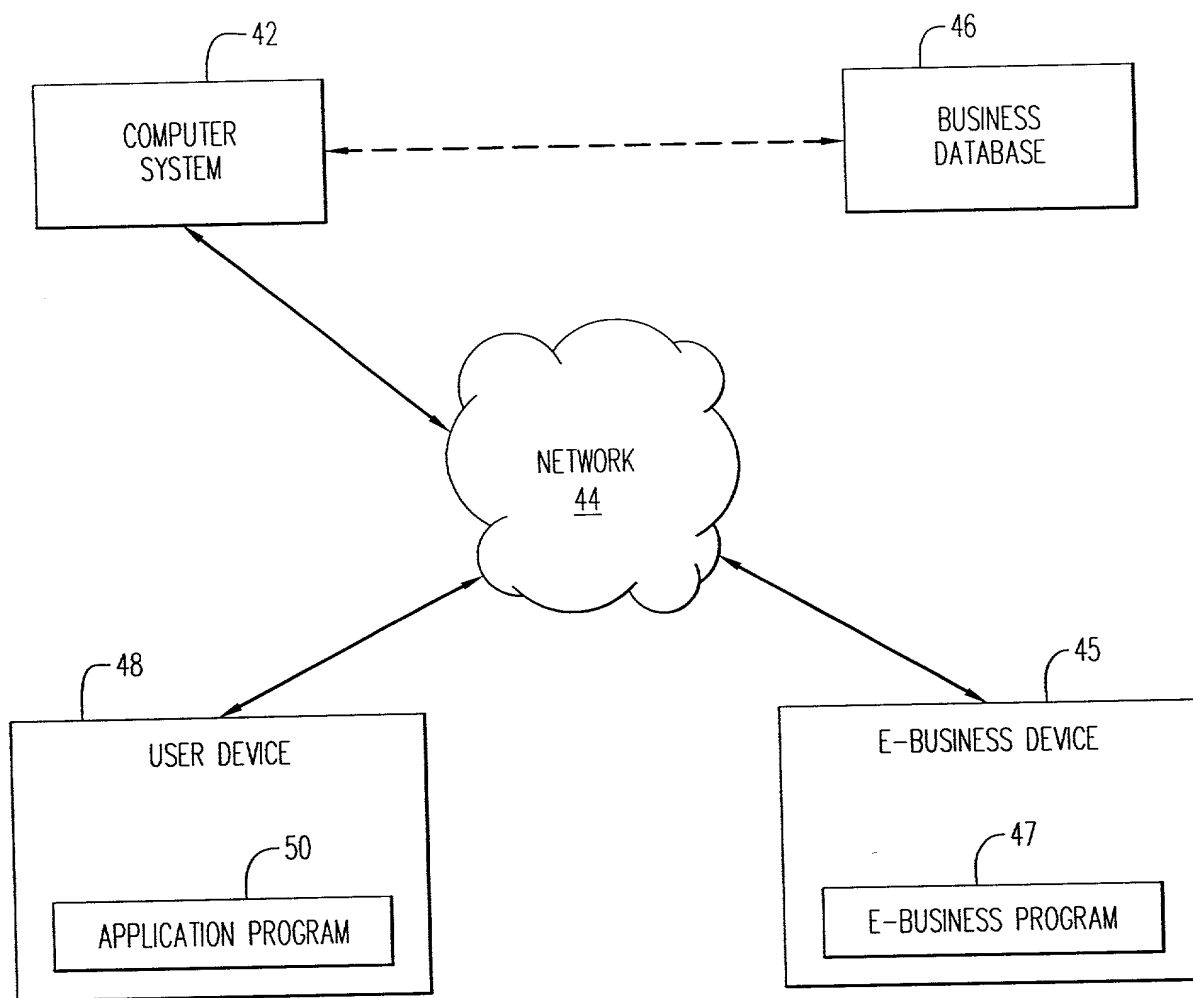 42
46
COMPUTER
SYSTEM
BUSINESS
DATABASE
NETWORK
44
48
45
USER DEVICE
E-BUSINESS DEVICE
50
47
APPLICATION PROGRAM
E-BUSINESS PROGRAM